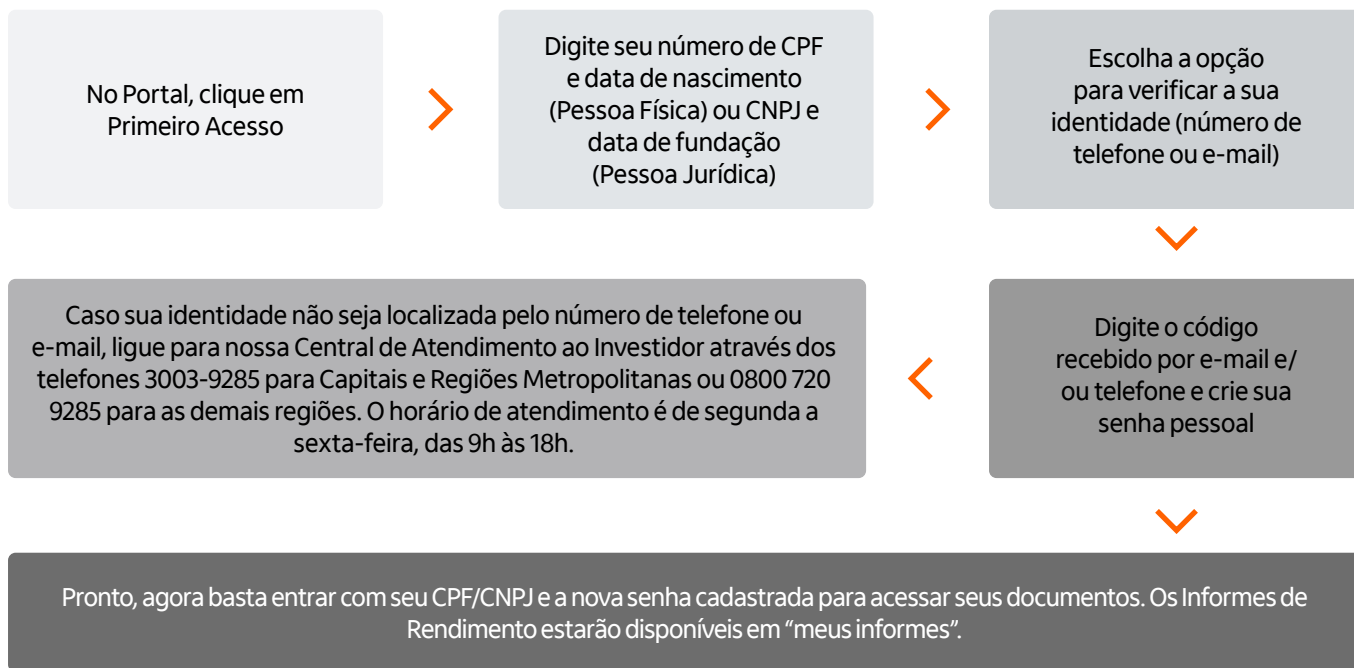 No Portal, clique em
Primeiro Acesso
Digite seu número de CPF
e data de nascimento
(Pessoa Física) ou CNPJ e
data de fundação
(Pessoa Jurídica)
Escolha a opção
para verificar a sua
identidade (número de
telefone ou e-mail)
Digite o código
recebido por e-mail e/
ou telefone e crie sua
senha pessoal
Caso sua identidade não seja localizada pelo número de telefone ou
e-mail, ligue para nossa Central de Atendimento ao Investidor através dos
telefones 3003-9285 para Capitais e Regiões Metropolitanas ou 0800 720
9285 para as demais regiões. O horário de atendimento é de segunda a
sexta-feira, das 9h às 18h.
Pronto, agora basta entrar com seu CPF/CNPJ e a nova senha cadastrada para acessar seus documentos. Os Informes de
Rendimento estarão disponíveis em “meus informes”.